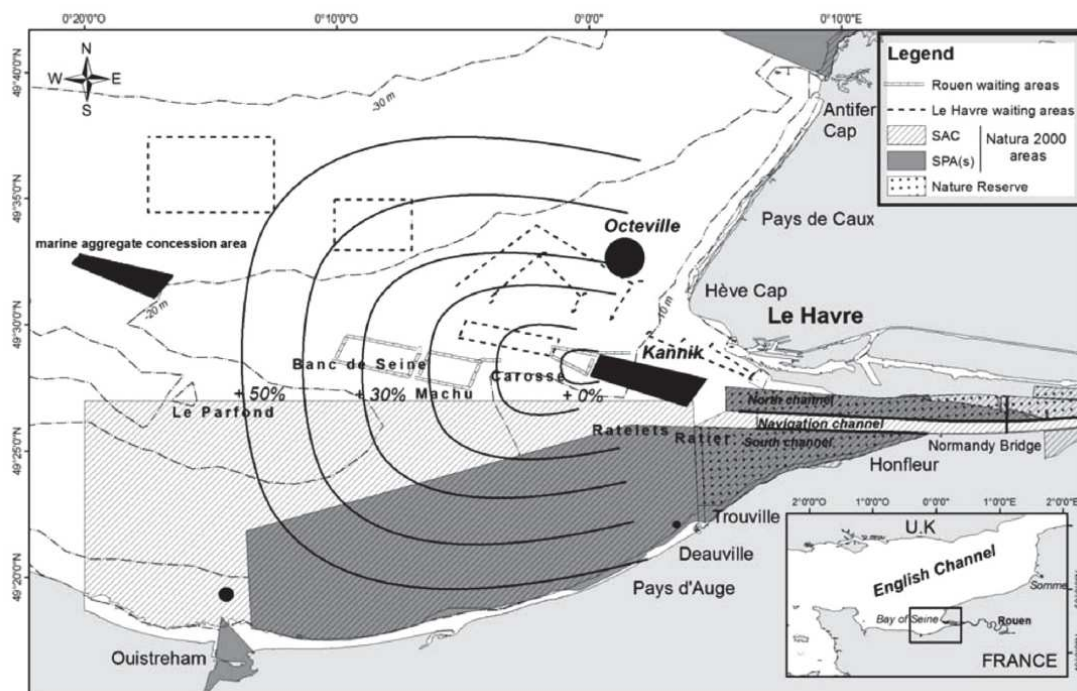 0°20'0"O
0°10'0"O
0°0'0"
0°10'0"E
49°40'0"N
49°35'0"N
49°30'0"N
49°25'0"N
49°20'0"N
N
W E
S
Legend
Rouen waiting areas
Le Havre waiting areas
SAC
SPA(s)
Natura 2000
areas
Nature Reserve
-30 m
Antifer
Cap
Pays de Caux
Octeville
marine aggregate concession area
-20 m
-10 m
Hève Cap
Le Havre
Kannik
Banc de Seine
Carosse
Machu
+ 50%
+ 30%
+ 0%
Le Parfond
North channel
Navigation channel
South channel
Ratelets
Ratier
Normandy Bridge
Honfleur
Trouville
Deauville
Pays d'Auge
Ouistreham
2°0'0"O
1°0'0"O
0°0'0"
1°0'0"E
2°0'0"E
U.K
English Channel
Somme
Bay of Seine
Rouen
FRANCE